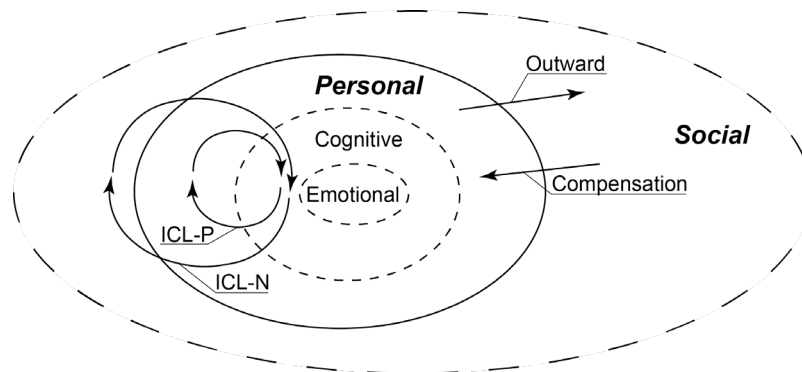 Outward
Personal
Social
Cognitive
Compensation
Emotional
ICL-P
ICL-N